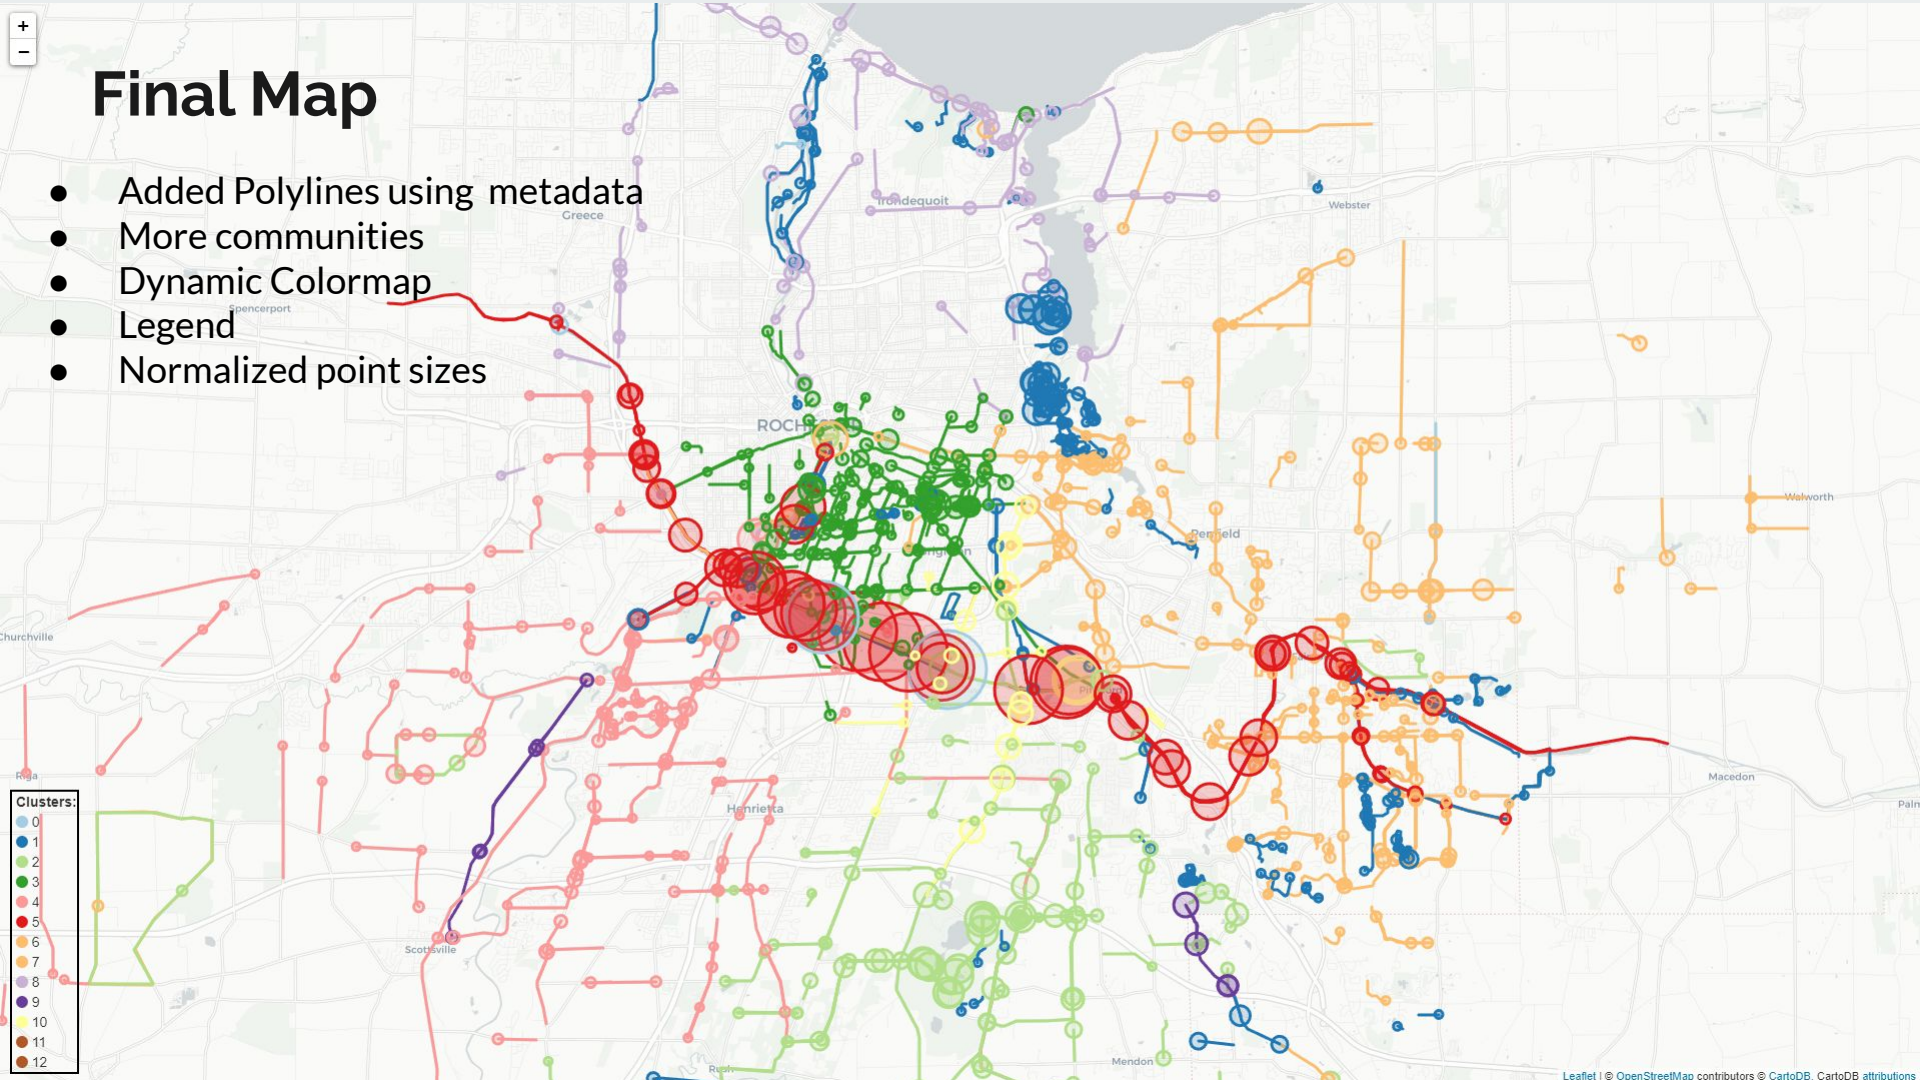 +
−
Final Map
● Added Polylines using metadata
● More communities
● Dynamic Colormap
● Legend
● Normalized point sizes
Greece
Irondequoit
Webster
Spencerport
Walworth
Penfield
Churchville
Riga
Henrietta
Macedon
Scottsville
Mendon
Clusters:
0
1
2
3
4
5
6
7
8
9
10
11
12
Leaflet | © OpenStreetMap contributors © CartoDB, CartoDB attributions